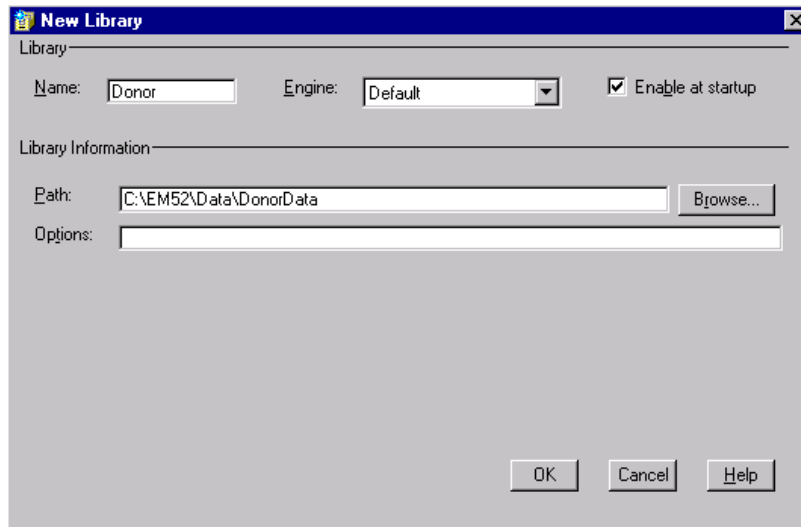 New Library
Library
Name: Donor Engine: Default Enable at startup
Library Information
Path: C:\EM52\Data\DonorData Browse...
Options:
OK Cancel Help